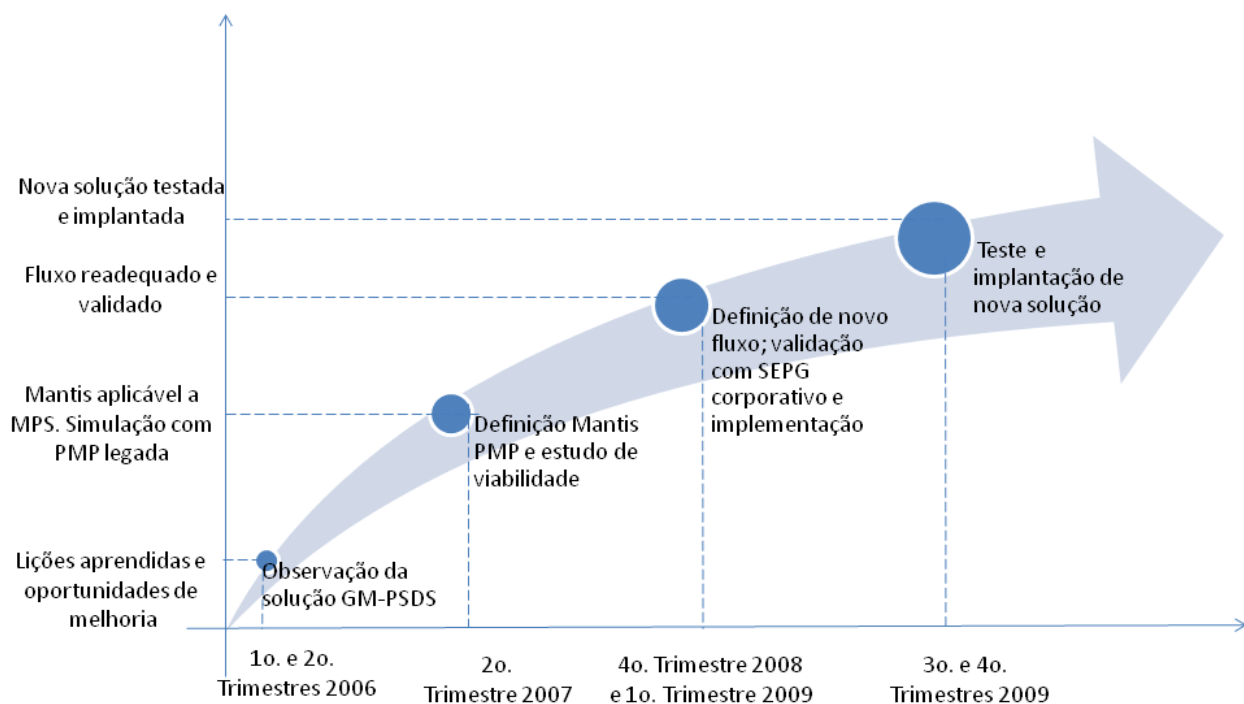 Nova solução testada
e implantada
Fluxo readequado e
validado
Mantis aplicável a
MPS. Simulação com
PMP legada
Lições aprendidas e
oportunidades de
melhoria
Observação da
solução GM-PSDS
Definição Mantis
PMP e estudo de
viabilidade
Definição de novo
fluxo; validação
com SEPG
corporativo e
implementação
Teste e
implantação de
nova solução
1o. e 2o.
Trimestres 2006
2o.
Trimestre 2007
4o. Trimestre 2008
e 1o. Trimestre 2009
3o. e 4o.
Trimestres 2009